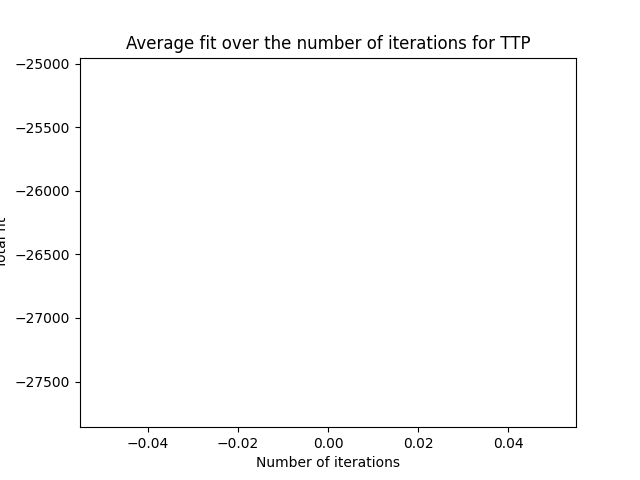 Average fit over the number of iterations for TTP
−25000
−25500
−26000
−26500
−27000
−27500
−0.04 −0.02 0.00 0.02 0.04
Number of iterations